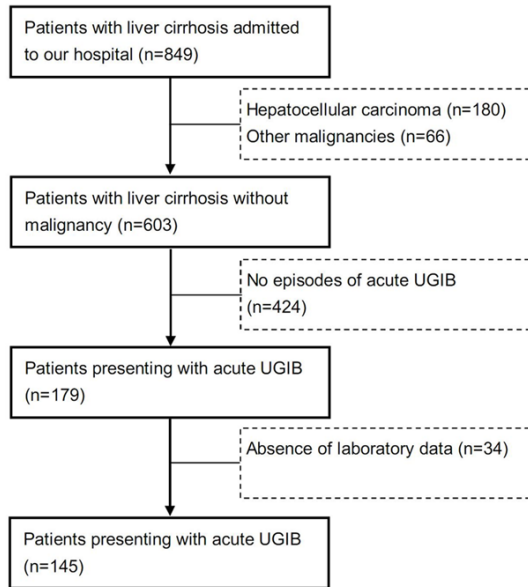 Patients with liver cirrhosis admitted
to our hospital (n=849)
Hepatocellular carcinoma (n=180)
Other malignancies (n=66)
Patients with liver cirrhosis without
malignancy (n=603)
No episodes of acute UGIB
(n=424)
Patients presenting with acute UGIB
(n=179)
Absence of laboratory data (n=34)
Patients presenting with acute UGIB
(n=145)